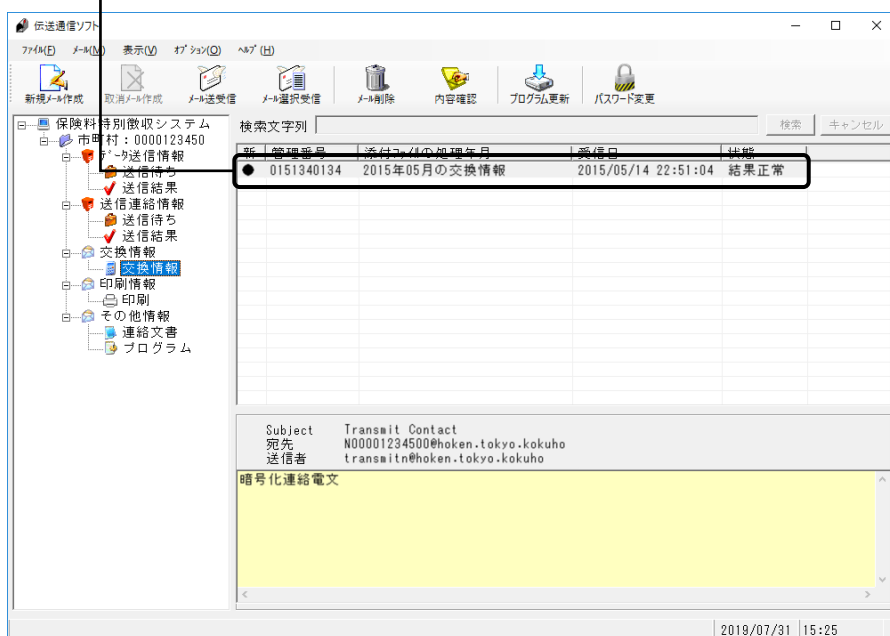 伝送通信ソフト
ファイル(F) メール(M) 表示(V) オプション(O) ヘルプ(H)
新規メール作成 取消メール作成 メール送受信 メール選択受信 メール削除 内容確認 プログラム更新 パスワード変更
保険料特別徴収システム
市町村：0000123450
データ送信情報
送信待ち
送信結果
送信連絡情報
送信待ち
送信結果
交換情報
交換情報
印刷情報
印刷
その他情報
連絡文書
プログラム
検索文字列 検索 キャンセル
新 管理番号 添付ファイルの処理年月 受信日 状態
● 0151340134 2015年05月の交換情報 2015/05/14 22:51:04 結果正常
Subject Transmit Contact
宛先 N00001234500@hoken.tokyo.kokuho
送信者 transmitn@hoken.tokyo.kokuho
暗号化連絡電文
2019/07/31 15:25